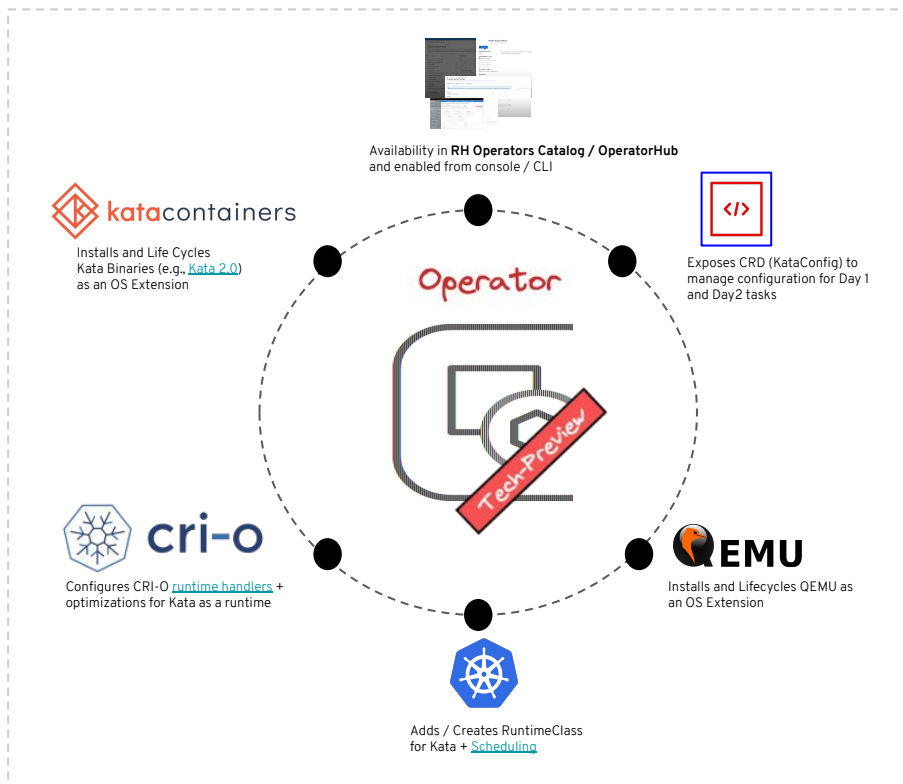 Availability in RH Operators Catalog / OperatorHub
and enabled from console / CLI
katacontainers
Installs and Life Cycles
Kata Binaries (e.g., Kata 2.0)
as an OS Extension
</>
Exposes CRD (KataConfig) to
manage configuration for Day 1
and Day2 tasks
Operator
Tech-Preview
cri-o
Configures CRI-O runtime handlers +
optimizations for Kata as a runtime
QEMU
Installs and Lifecycles QEMU as
an OS Extension
Adds / Creates RuntimeClass
for Kata + Scheduling